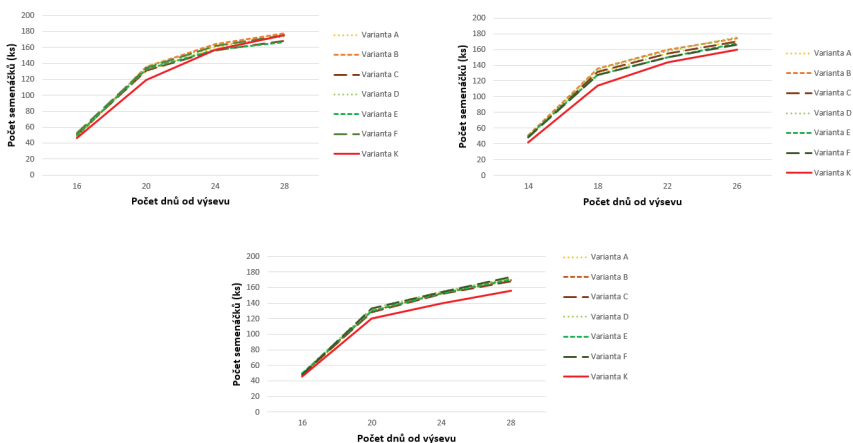 200
180
160
140
120
100
80
60
40
20
0
Počet semenáčků (ks)
16 20 24 28
Počet dnů od výsevu
Varianta A
Varianta B
Varianta C
Varianta D
Varianta E
Varianta F
Varianta K
200
180
160
140
120
100
80
60
40
20
0
Počet semenáčků (ks)
14 18 22 26
Počet dnů od výsevu
Varianta A
Varianta B
Varianta C
Varianta D
Varianta E
Varianta F
Varianta K
200
180
160
140
120
100
80
60
40
20
0
Počet semenáčků (ks)
16 20 24 28
Počet dnů od výsevu
Varianta A
Varianta B
Varianta C
Varianta D
Varianta E
Varianta F
Varianta K